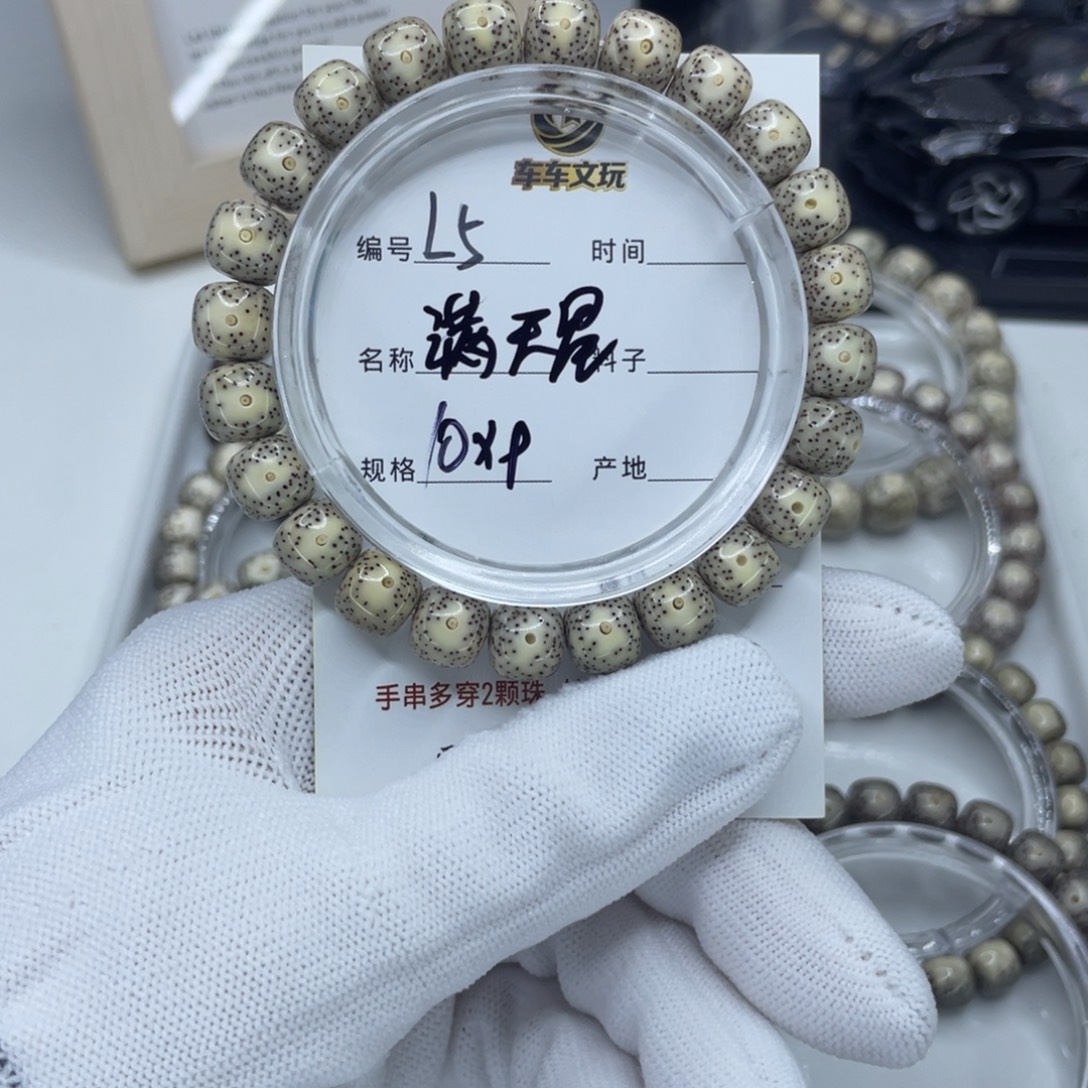 车车文玩
编号 L5 时间
名称 满天星 料子
规格 10x9 产地
手串多穿2颗珠